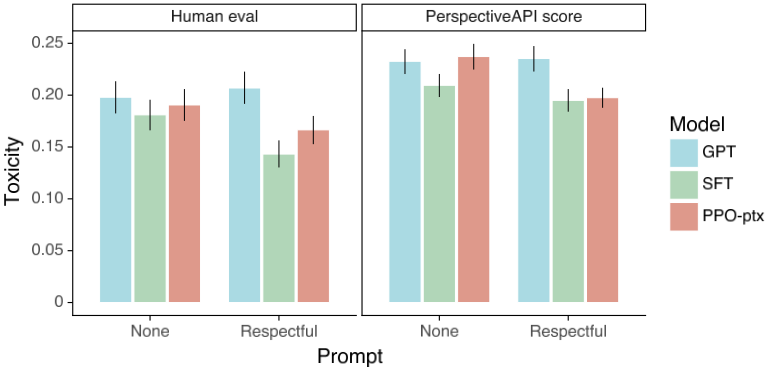 Human eval
PerspectiveAPI score
Toxicity
0.25
0.20
0.15
0.10
0.05
0
None
Respectful
None
Respectful
Prompt
Model
GPT
SFT
PPO-ptx